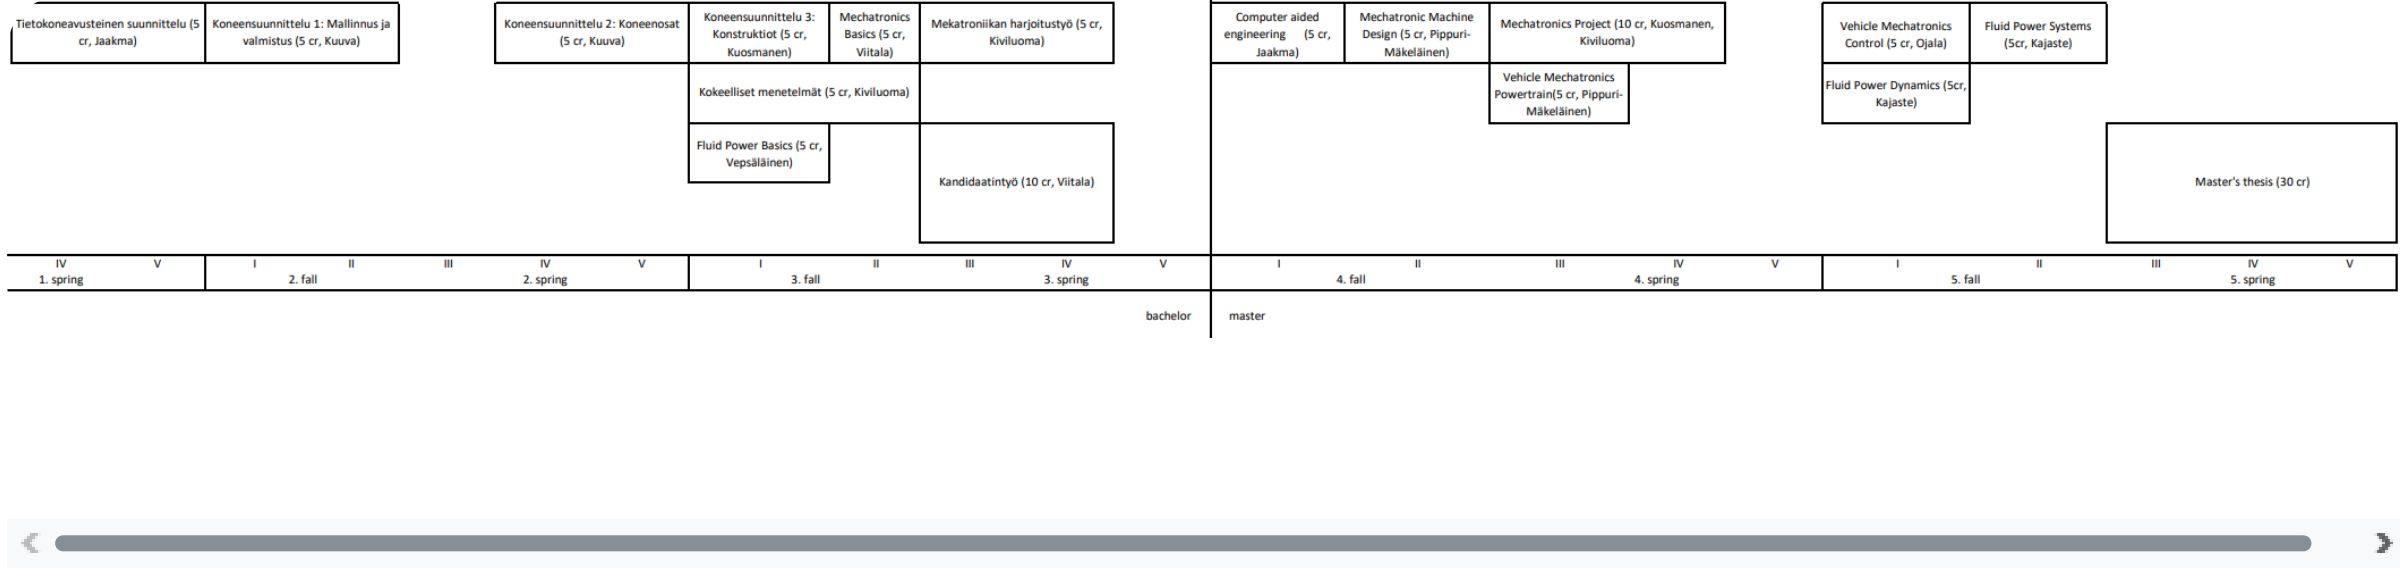 Tietokoneavusteinen suunnittelu (5
cr, Jaakma)
Koneensuunnittelu 1: Mallinnus ja
valmistus (5 cr, Kuuva)
Koneensuunnittelu 2: Koneenosat
(5 cr, Kuuva)
Koneensuunnittelu 3:
Konstruktiot (5 cr,
Kuosmanen)
Mechatronics
Basics (5 cr,
Viitala)
Mekatroniikan harjoitustyö (5 cr,
Kiviluoma)
Computer aided
engineering (5 cr,
Jaakma)
Mechatronic Machine
Design (5 cr, Pippuri-
Mäkeläinen)
Mechatronics Project (10 cr, Kuosmanen,
Kiviluoma)
Vehicle Mechatronics
Control (5 cr, Ojala)
Fluid Power Systems
(5cr, Kajaste)
Kokeelliset menetelmät (5 cr, Kiviluoma)
Vehicle Mechatronics
Powertrain(5 cr, Pippuri-
Mäkeläinen)
Fluid Power Dynamics (5cr,
Kajaste)
Fluid Power Basics (5 cr,
Vepsäläinen)
Kandidaatintyö (10 cr, Viitala)
Master's thesis (30 cr)
IV V I II III IV V I II III IV V I II III IV V I II III IV V
1. spring 2. fall 2. spring 3. fall 3. spring 4. fall 4. spring 5. fall 5. spring
bachelor master